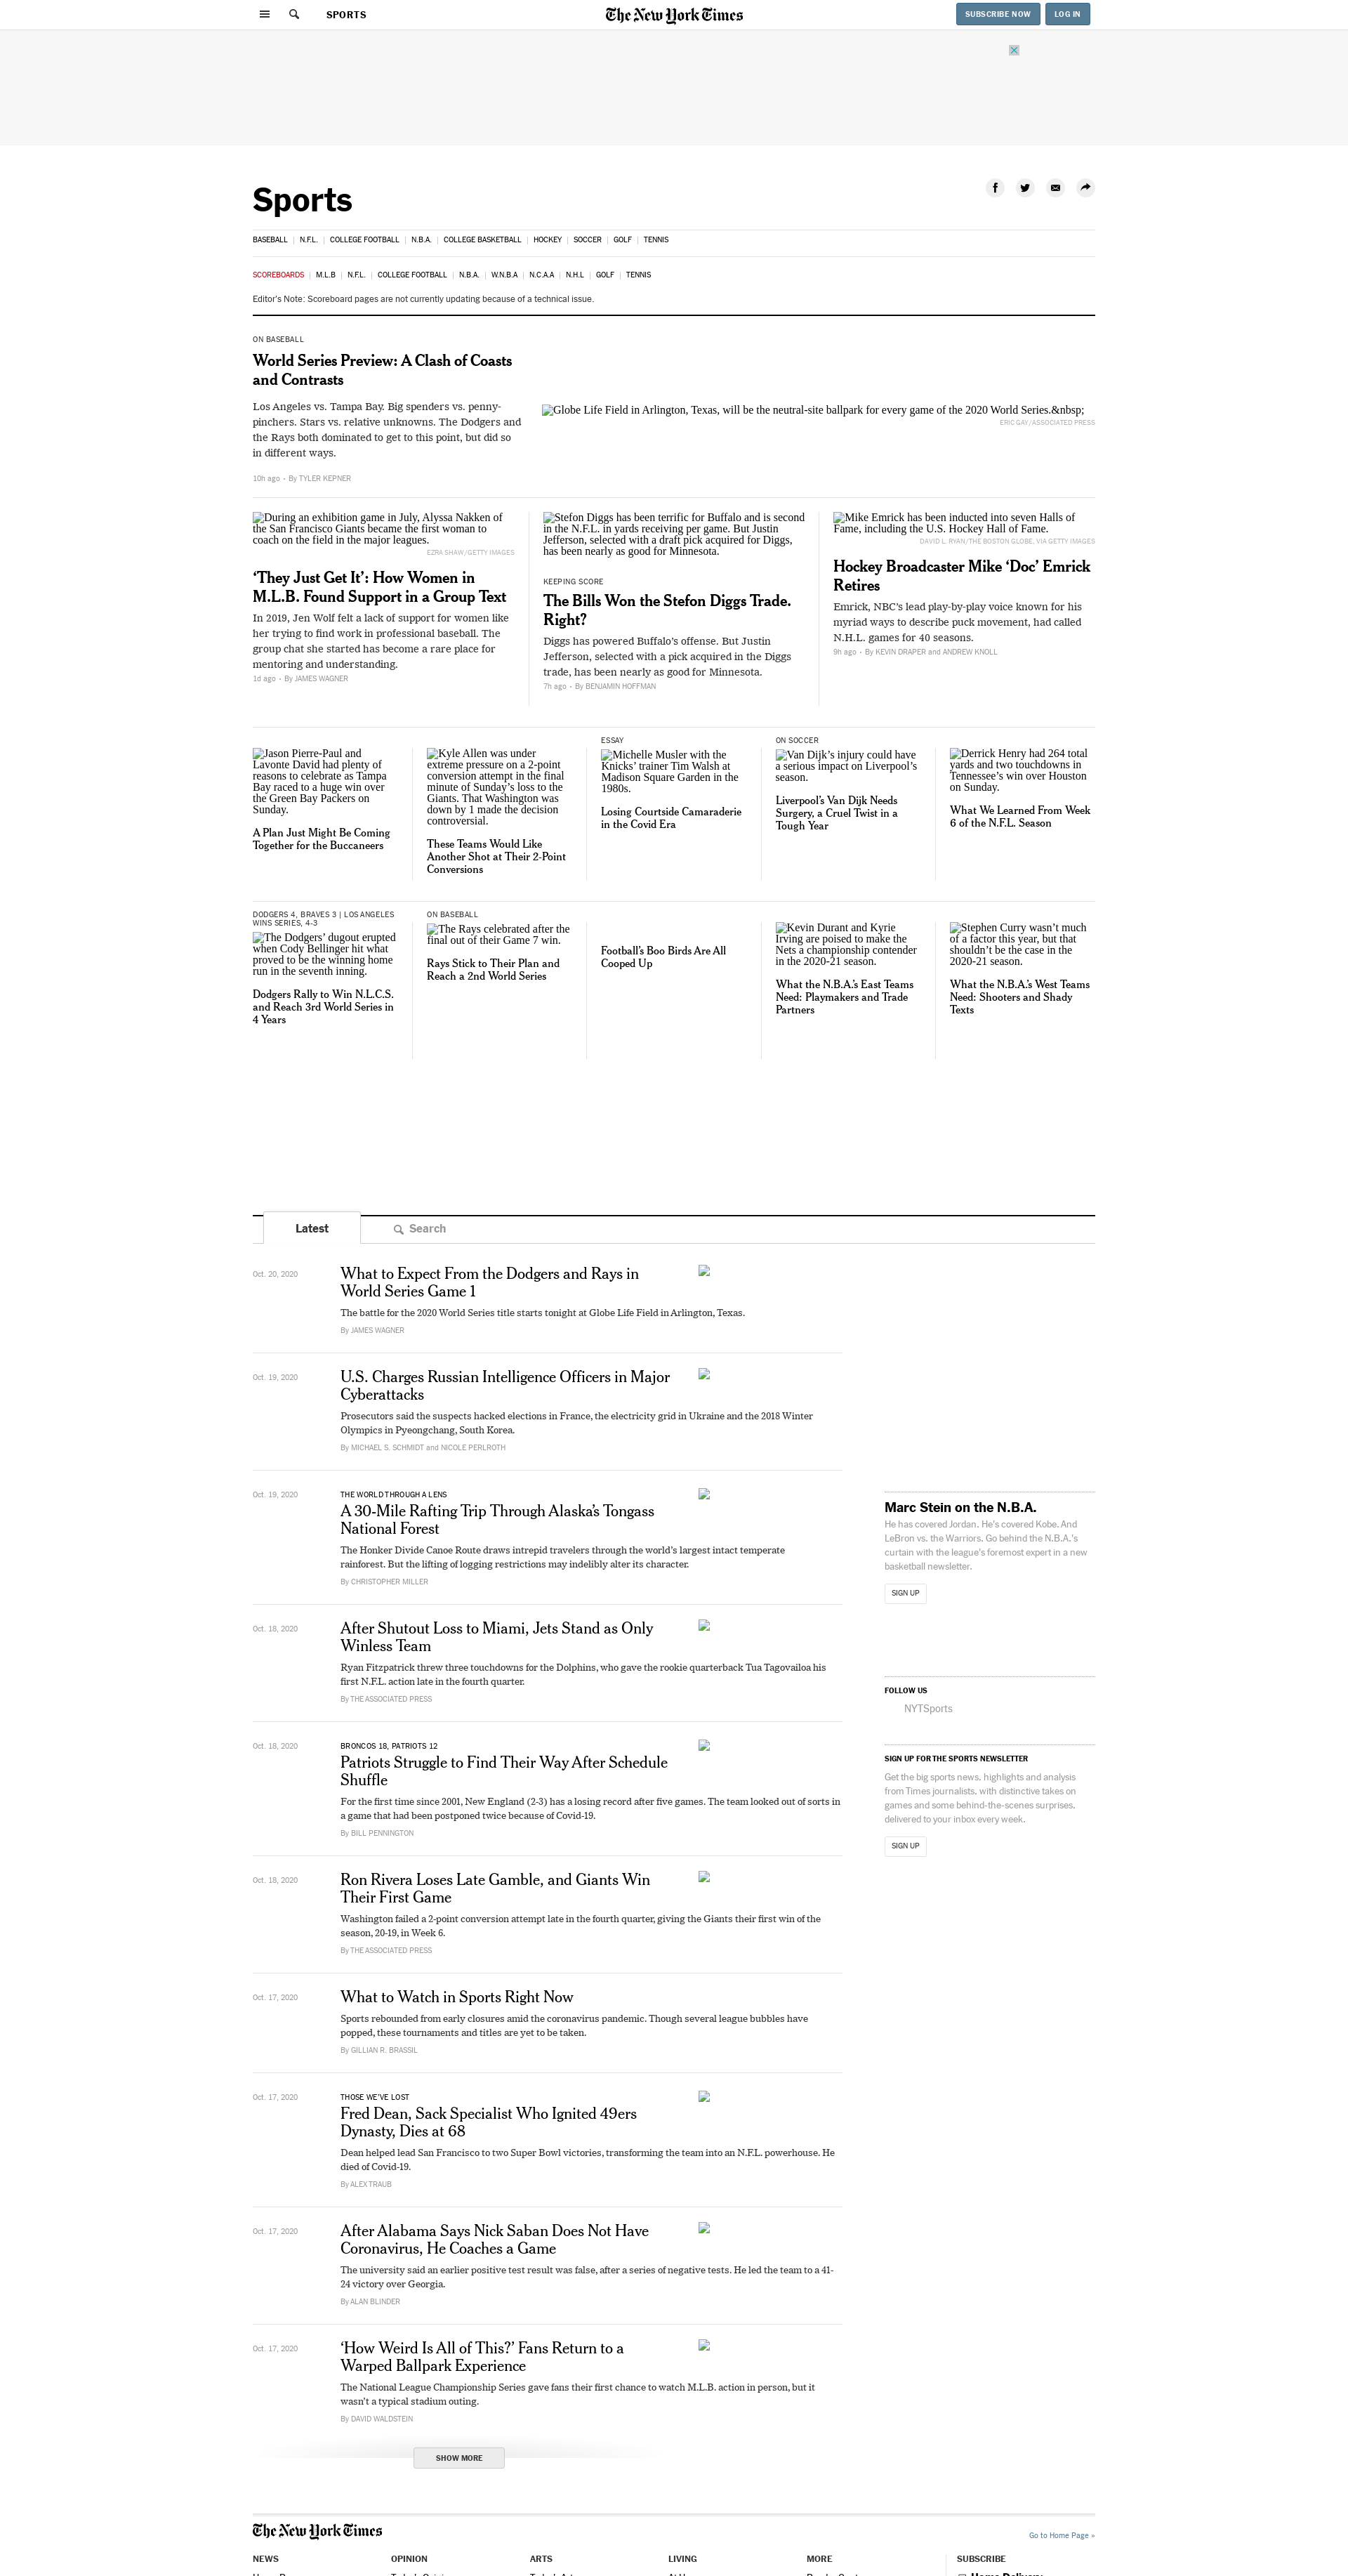 SPORTS
The New York Times
SUBSCRIBE NOW
LOG IN
Sports
BASEBALL | N.F.L. | COLLEGE FOOTBALL | N.B.A. | COLLEGE BASKETBALL | HOCKEY | SOCCER | GOLF | TENNIS
SCOREBOARDS | M.L.B | N.F.L. | COLLEGE FOOTBALL | N.B.A. | W.N.B.A | N.C.A.A | N.H.L | GOLF | TENNIS
Editor's Note: Scoreboard pages are not currently updating because of a technical issue.
ON BASEBALL
World Series Preview: A Clash of Coasts
and Contrasts
Los Angeles vs. Tampa Bay. Big spenders vs. penny-
pinchers. Stars vs. relative unknowns. The Dodgers and
the Rays both dominated to get to this point, but did so
in different ways.
10h ago • By TYLER KEPNER
Globe Life Field in Arlington, Texas, will be the neutral-site ballpark for every game of the 2020 World Series.&nbsp;
ERIC GAY/ASSOCIATED PRESS
During an exhibition game in July, Alyssa Nakken of
the San Francisco Giants became the first woman to
coach on the field in the major leagues.
EZRA SHAW/GETTY IMAGES
‘They Just Get It’: How Women in
M.L.B. Found Support in a Group Text
In 2019, Jen Wolf felt a lack of support for women like
her trying to find work in professional baseball. The
group chat she started has become a rare place for
mentoring and understanding.
1d ago • By JAMES WAGNER
Stefon Diggs has been terrific for Buffalo and is second
in the N.F.L. in yards receiving per game. But Justin
Jefferson, selected with a draft pick acquired for Diggs,
has been nearly as good for Minnesota.
KEEPING SCORE
The Bills Won the Stefon Diggs Trade.
Right?
Diggs has powered Buffalo’s offense. But Justin
Jefferson, selected with a pick acquired in the Diggs
trade, has been nearly as good for Minnesota.
7h ago • By BENJAMIN HOFFMAN
Mike Emrick has been inducted into seven Halls of
Fame, including the U.S. Hockey Hall of Fame.
DAVID L. RYAN/THE BOSTON GLOBE, VIA GETTY IMAGES
Hockey Broadcaster Mike ‘Doc’ Emrick
Retires
Emrick, NBC’s lead play-by-play voice known for his
myriad ways to describe puck movement, had called
N.H.L. games for 40 seasons.
9h ago • By KEVIN DRAPER and ANDREW KNOLL
Jason Pierre-Paul and
Lavonte David had plenty of
reasons to celebrate as Tampa
Bay raced to a huge win over
the Green Bay Packers on
Sunday.
A Plan Just Might Be Coming
Together for the Buccaneers
Kyle Allen was under
extreme pressure on a 2-point
conversion attempt in the final
minute of Sunday’s loss to the
Giants. That Washington was
down by 1 made the decision
controversial.
These Teams Would Like
Another Shot at Their 2-Point
Conversions
ESSAY
Michelle Musler with the
Knicks’ trainer Tim Walsh at
Madison Square Garden in the
1980s.
Losing Courtside Camaraderie
in the Covid Era
ON SOCCER
Van Dijk’s injury could have
a serious impact on Liverpool’s
season.
Liverpool’s Van Dijk Needs
Surgery, a Cruel Twist in a
Tough Year
Derrick Henry had 264 total
yards and two touchdowns in
Tennessee’s win over Houston
on Sunday.
What We Learned From Week
6 of the N.F.L. Season
DODGERS 4, BRAVES 3 | LOS ANGELES
WINS SERIES, 4-3
The Dodgers’ dugout erupted
when Cody Bellinger hit what
proved to be the winning home
run in the seventh inning.
Dodgers Rally to Win N.L.C.S.
and Reach 3rd World Series in
4 Years
ON BASEBALL
The Rays celebrated after the
final out of their Game 7 win.
Rays Stick to Their Plan and
Reach a 2nd World Series
Football’s Boo Birds Are All
Cooped Up
Kevin Durant and Kyrie
Irving are poised to make the
Nets a championship contender
in the 2020-21 season.
What the N.B.A.’s East Teams
Need: Playmakers and Trade
Partners
Stephen Curry wasn’t much
of a factor this year, but that
shouldn’t be the case in the
2020-21 season.
What the N.B.A.’s West Teams
Need: Shooters and Shady
Texts
Latest
Search
Oct. 20, 2020
What to Expect From the Dodgers and Rays in
World Series Game 1
The battle for the 2020 World Series title starts tonight at Globe Life Field in Arlington, Texas.
By JAMES WAGNER
Oct. 19, 2020
U.S. Charges Russian Intelligence Officers in Major
Cyberattacks
Prosecutors said the suspects hacked elections in France, the electricity grid in Ukraine and the 2018 Winter
Olympics in Pyeongchang, South Korea.
By MICHAEL S. SCHMIDT and NICOLE PERLROTH
Oct. 19, 2020
THE WORLD THROUGH A LENS
A 30-Mile Rafting Trip Through Alaska’s Tongass
National Forest
The Honker Divide Canoe Route draws intrepid travelers through the world’s largest intact temperate
rainforest. But the lifting of logging restrictions may indelibly alter its character.
By CHRISTOPHER MILLER
Oct. 18, 2020
After Shutout Loss to Miami, Jets Stand as Only
Winless Team
Ryan Fitzpatrick threw three touchdowns for the Dolphins, who gave the rookie quarterback Tua Tagovailoa his
first N.F.L. action late in the fourth quarter.
By THE ASSOCIATED PRESS
Oct. 18, 2020
BRONCOS 18, PATRIOTS 12
Patriots Struggle to Find Their Way After Schedule
Shuffle
For the first time since 2001, New England (2-3) has a losing record after five games. The team looked out of sorts in
a game that had been postponed twice because of Covid-19.
By BILL PENNINGTON
Oct. 18, 2020
Ron Rivera Loses Late Gamble, and Giants Win
Their First Game
Washington failed a 2-point conversion attempt late in the fourth quarter, giving the Giants their first win of the
season, 20-19, in Week 6.
By THE ASSOCIATED PRESS
Oct. 17, 2020
What to Watch in Sports Right Now
Sports rebounded from early closures amid the coronavirus pandemic. Though several league bubbles have
popped, these tournaments and titles are yet to be taken.
By GILLIAN R. BRASSIL
Oct. 17, 2020
THOSE WE’VE LOST
Fred Dean, Sack Specialist Who Ignited 49ers
Dynasty, Dies at 68
Dean helped lead San Francisco to two Super Bowl victories, transforming the team into an N.F.L. powerhouse. He
died of Covid-19.
By ALEX TRAUB
Oct. 17, 2020
After Alabama Says Nick Saban Does Not Have
Coronavirus, He Coaches a Game
The university said an earlier positive test result was false, after a series of negative tests. He led the team to a 41-
24 victory over Georgia.
By ALAN BLINDER
Oct. 17, 2020
‘How Weird Is All of This?’ Fans Return to a
Warped Ballpark Experience
The National League Championship Series gave fans their first chance to watch M.L.B. action in person, but it
wasn’t a typical stadium outing.
By DAVID WALDSTEIN
SHOW MORE
Marc Stein on the N.B.A.
He has covered Jordan. He’s covered Kobe. And
LeBron vs. the Warriors. Go behind the N.B.A.’s
curtain with the league’s foremost expert in a new
basketball newsletter.
SIGN UP
FOLLOW US
NYTSports
SIGN UP FOR THE SPORTS NEWSLETTER
Get the big sports news, highlights and analysis
from Times journalists, with distinctive takes on
games and some behind-the-scenes surprises,
delivered to your inbox every week.
SIGN UP
The New York Times
Go to Home Page »
NEWS
OPINION
ARTS
LIVING
MORE
SUBSCRIBE